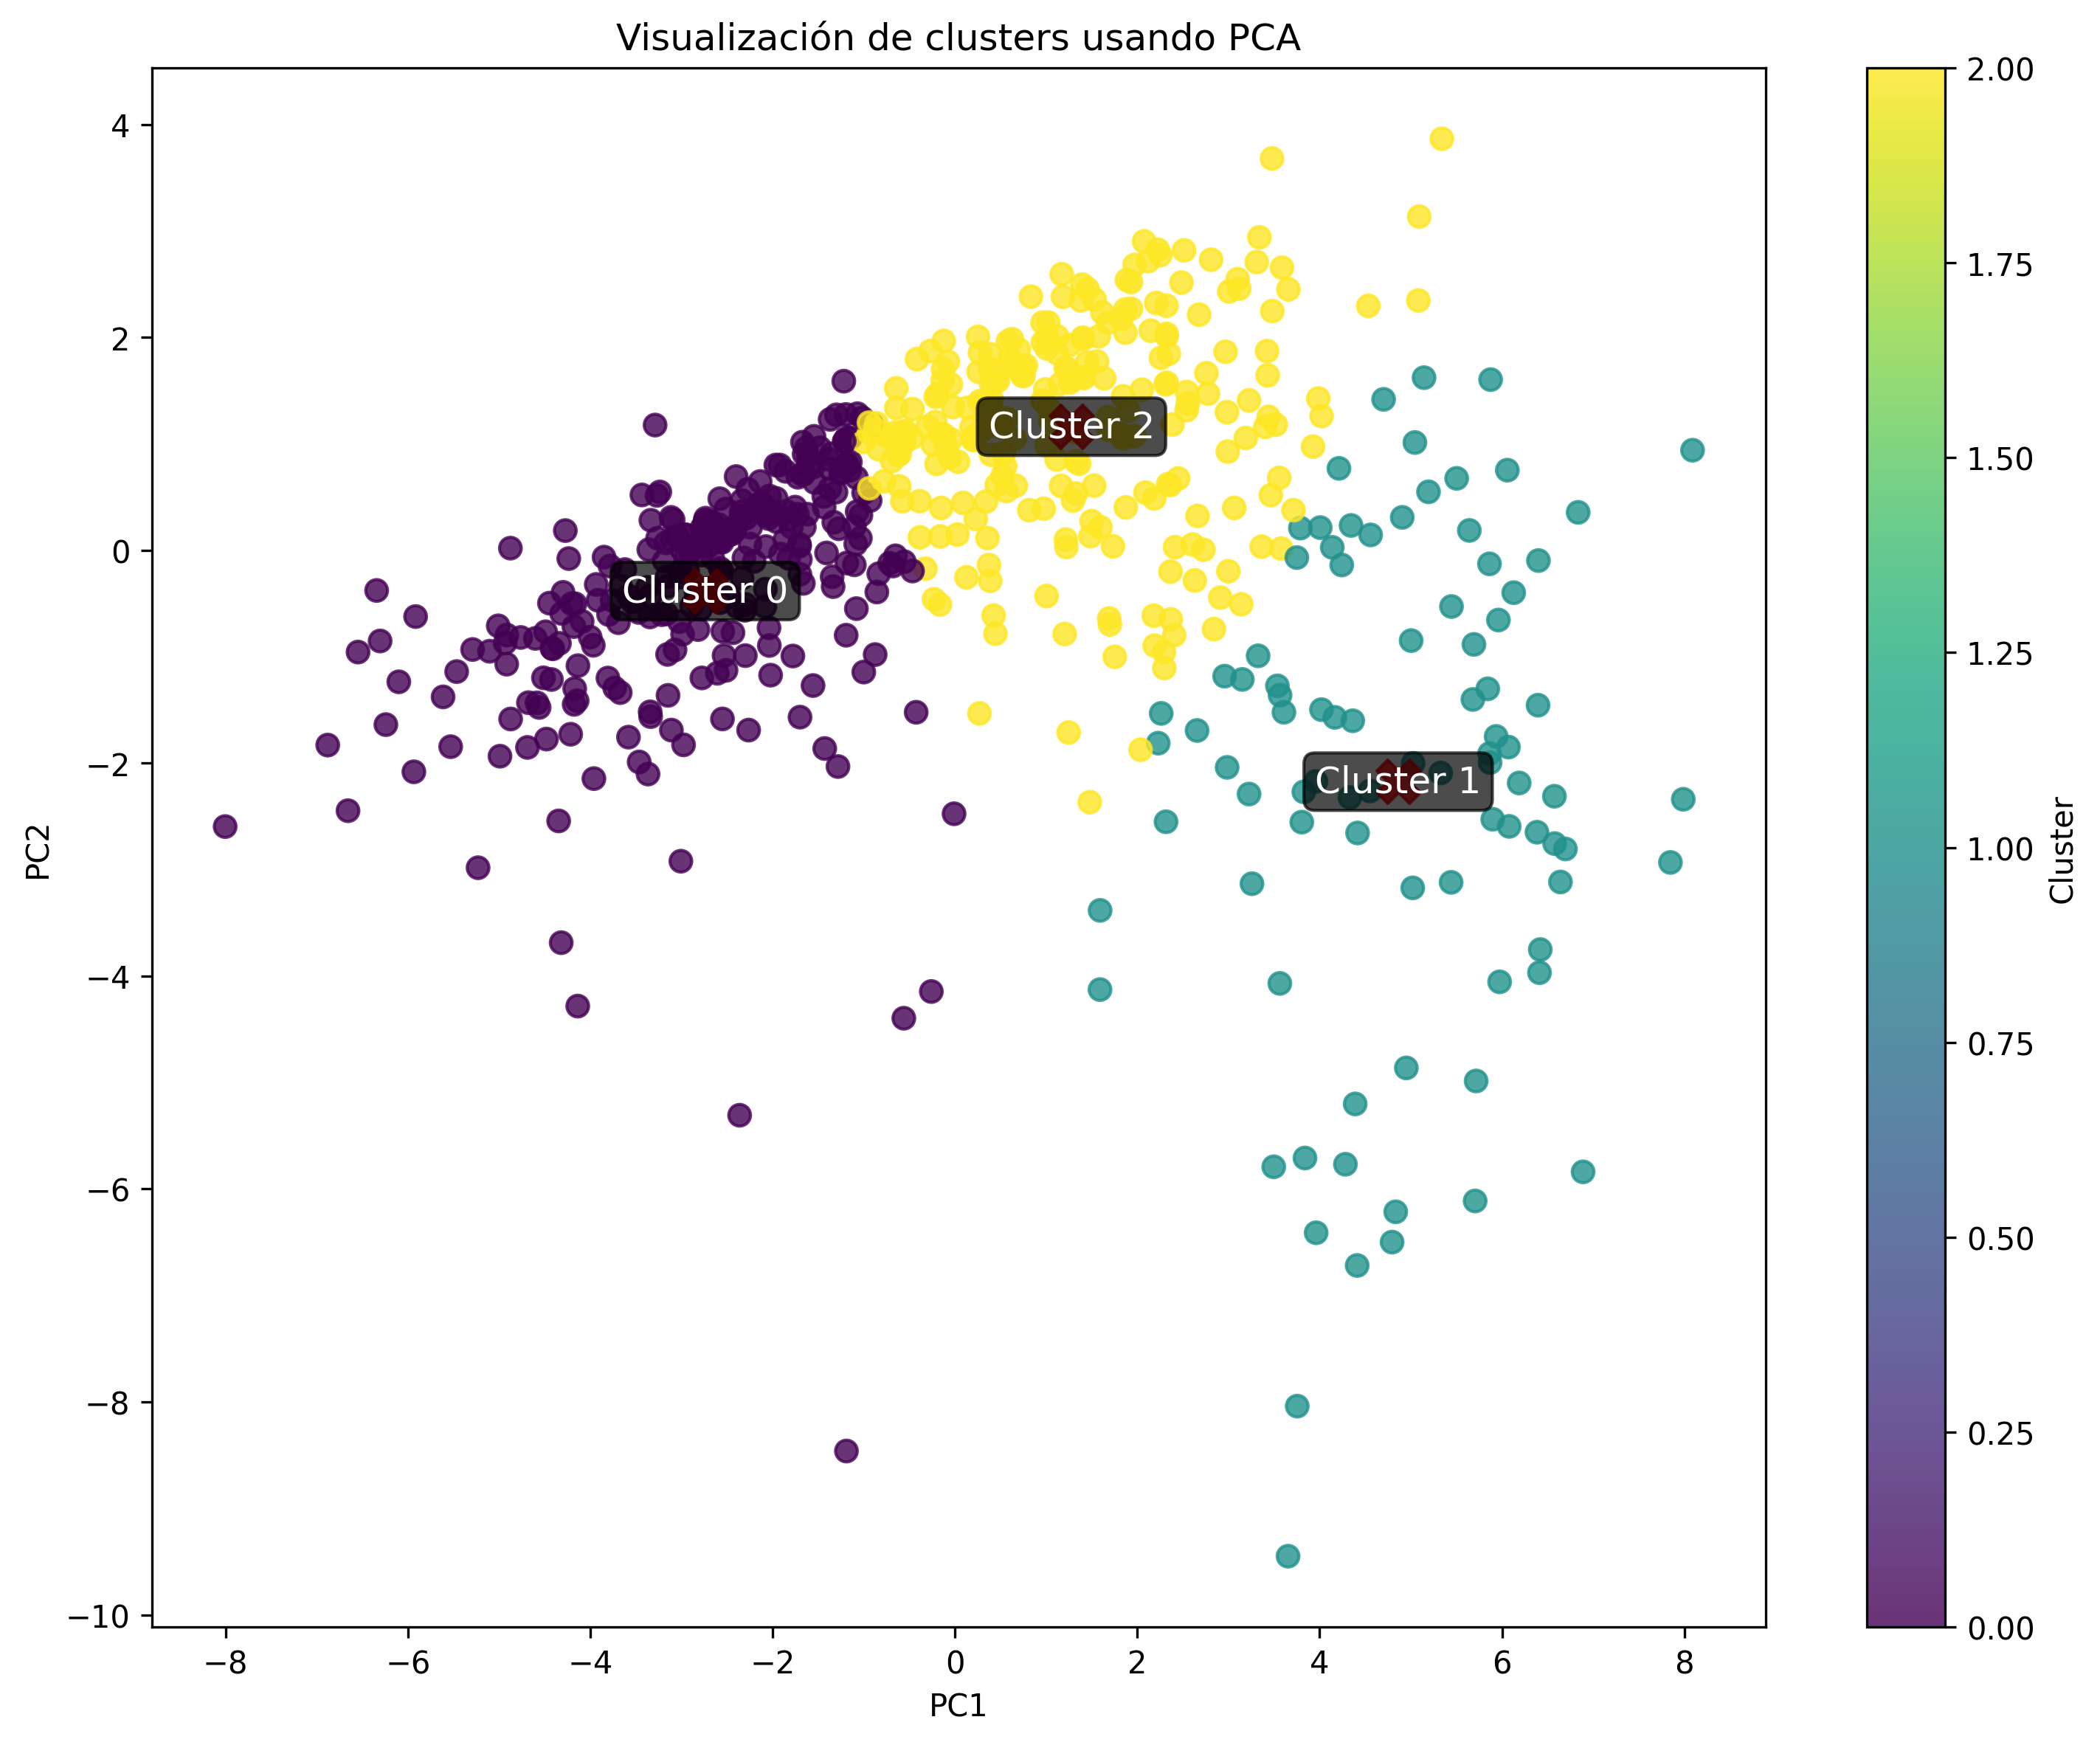 Visualización de clusters usando PCA
4
2
0
−2
−4
−6
−8
−10
PC2
Cluster 2
Cluster 0
Cluster 1
−8 −6 −4 −2 0 2 4 6 8
PC1
2.00
1.75
1.50
1.25
1.00
0.75
0.50
0.25
0.00
Cluster